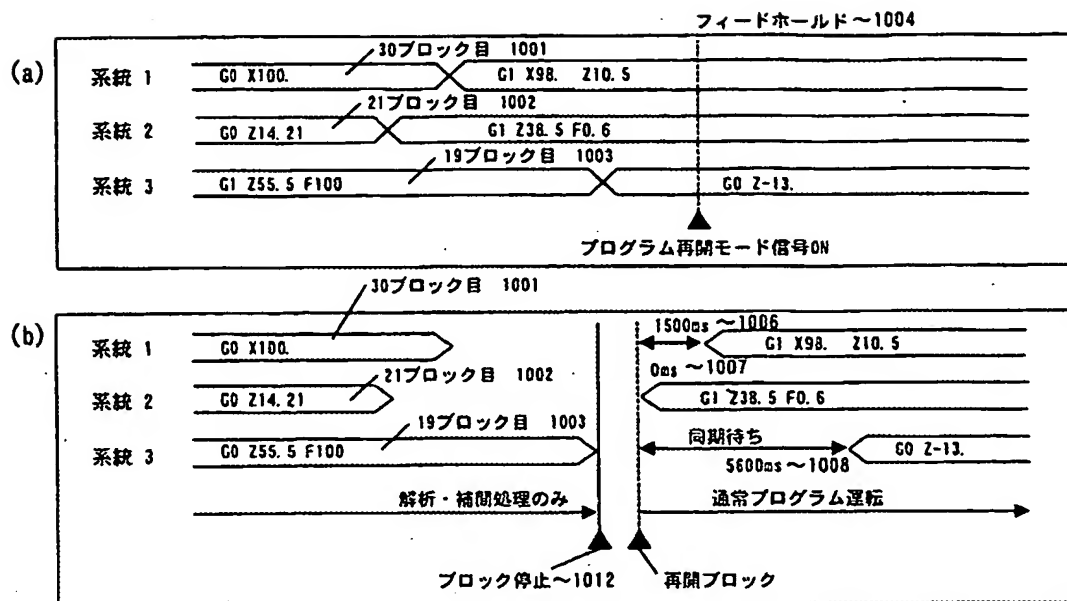 フィードホールド~1004
(a)
30ブロック目 1001
系統 1
G0 X100.
G1 X98. Z10.5
21ブロック目 1002
系統 2
G0 Z14.21
G1 Z38.5 F0.6
19ブロック目 1003
系統 3
G1 Z55.5 F100
G0 Z-13.
プログラム再開モード信号ON
30ブロック目 1001
(b)
1500ms~1006
系統 1
G0 X100.
G1 X98. Z10.5
21ブロック目 1002
0ms~1007
系統 2
G0 Z14.21
G1 Z38.5 F0.6
19ブロック目 1003
同期待ち
系統 3
G0 Z55.5 F100
5600ms~1008
G0 Z-13.
解析・補間処理のみ
通常プログラム運転
ブロック停止~1012
再開ブロック